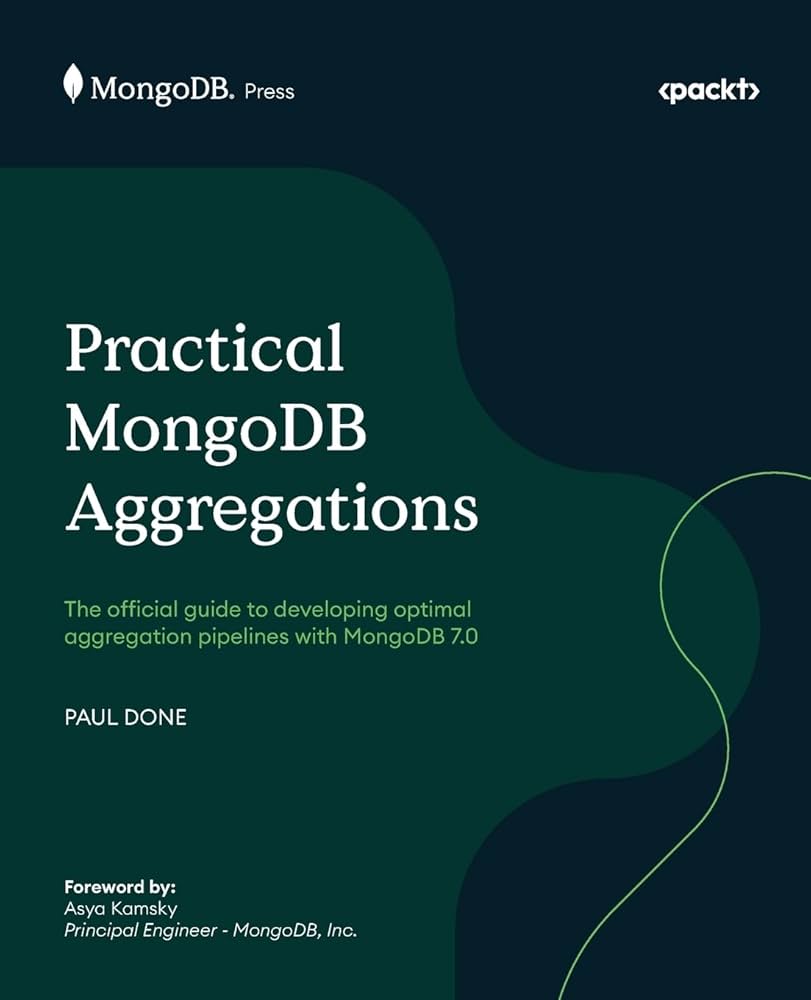 MongoDB. Press
<packt>
Practical
MongoDB
Aggregations
The official guide to developing optimal
aggregation pipelines with MongoDB 7.0
PAUL DONE
Foreword by:
Asya Kamsky
Principal Engineer - MongoDB, Inc.